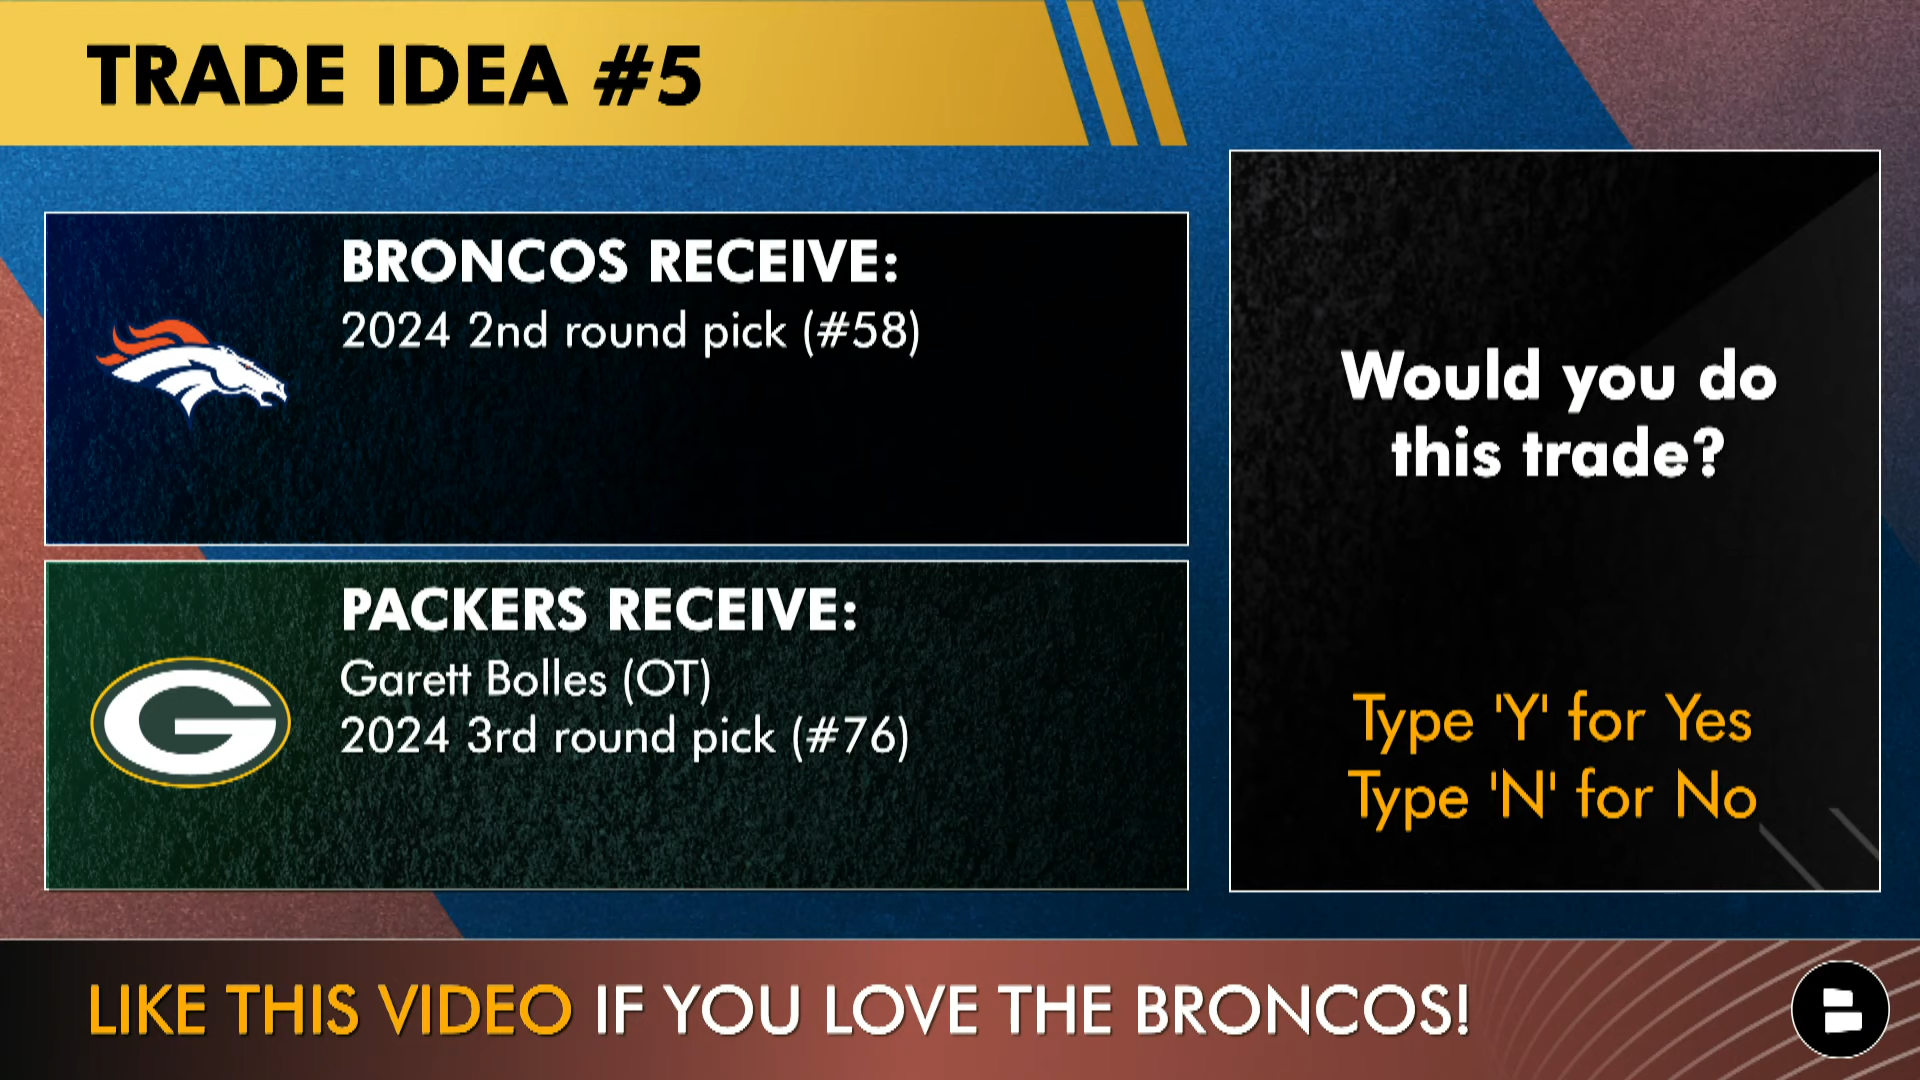 TRADE IDEA #5
BRONCOS RECEIVE:
2024 2nd round pick (#58)
PACKERS RECEIVE:
Garett Bolles (OT)
2024 3rd round pick (#76)
Would you do
this trade?
Type 'Y' for Yes
Type 'N' for No
LIKE THIS VIDEO IF YOU LOVE THE BRONCOS!